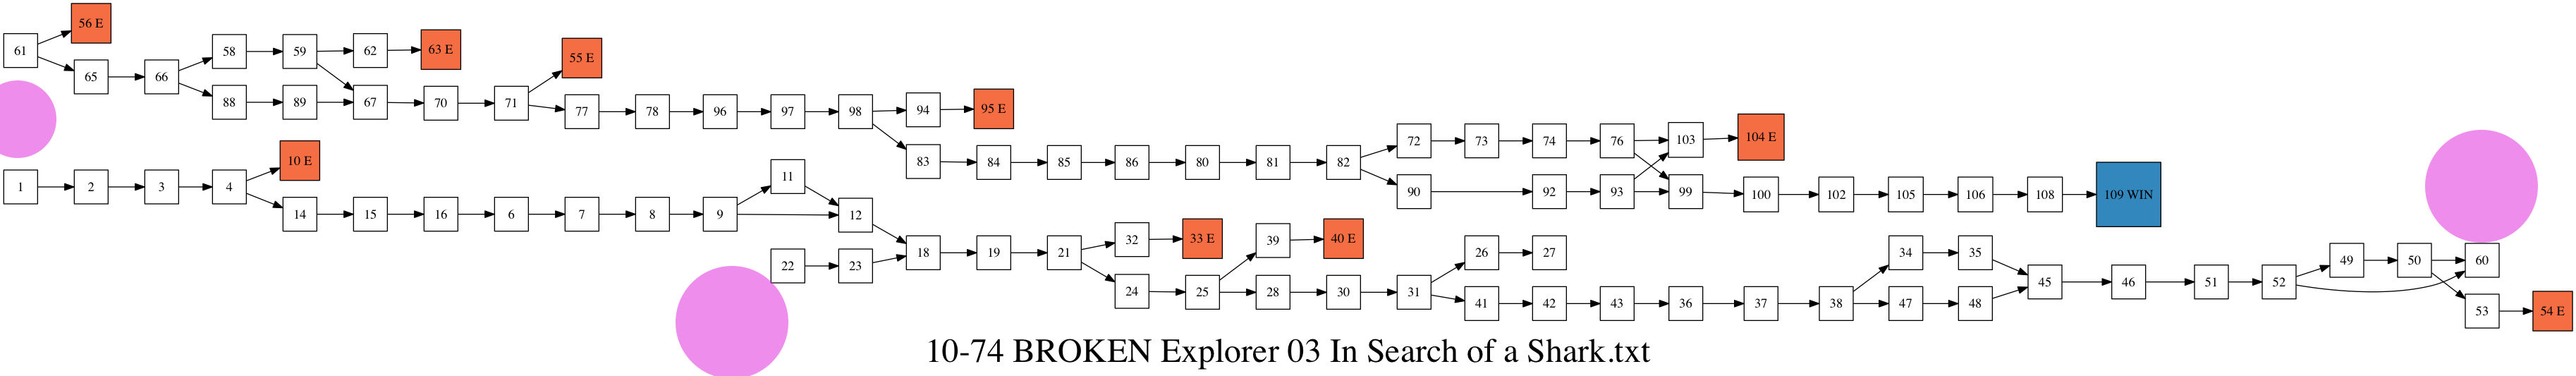 56 E
61
58 59 62 63 E
55 E
65 66
88 89 67 70 71
77 78 96 97 98 94 95 E
72 73 74 76 103 104 E
10 E
83 84 85 86 80 81 82
11
1 2 3 4
90 92 93 99 100 102 105 106 108 109 WIN
14 15 16 6 7 8 9 12
32 33 E 39 40 E
22 23 18 19 21
26 27
34 35
49 50 60
24 25 28 30 31
45 46 51 52
41 42 43 36 37 38 47 48
53 54 E
10-74 BROKEN Explorer 03 In Search of a Shark.txt